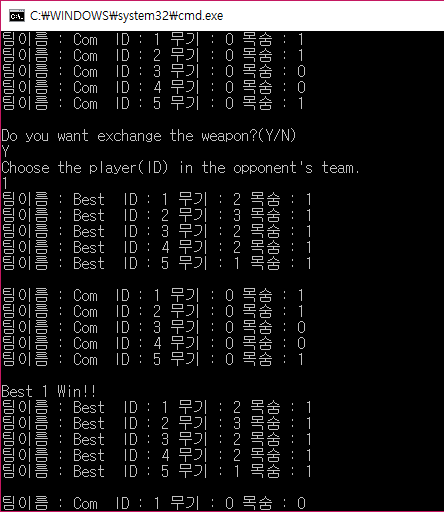 C:₩WINDOWS₩system32₩cmd.exe
팀이름 : Com ID : 1 무기 : 0 목숨 : 1
팀이름 : Com ID : 2 무기 : 0 목숨 : 1
팀이름 : Com ID : 3 무기 : 0 목숨 : 0
팀이름 : Com ID : 4 무기 : 0 목숨 : 0
팀이름 : Com ID : 5 무기 : 0 목숨 : 1
Do you want exchange the weapon?(Y/N)
Y
Choose the player(ID) in the opponent's team.
1
팀이름 : Best ID : 1 무기 : 2 목숨 : 1
팀이름 : Best ID : 2 무기 : 3 목숨 : 1
팀이름 : Best ID : 3 무기 : 2 목숨 : 1
팀이름 : Best ID : 4 무기 : 2 목숨 : 1
팀이름 : Best ID : 5 무기 : 1 목숨 : 1
팀이름 : Com ID : 1 무기 : 0 목숨 : 1
팀이름 : Com ID : 2 무기 : 0 목숨 : 1
팀이름 : Com ID : 3 무기 : 0 목숨 : 0
팀이름 : Com ID : 4 무기 : 0 목숨 : 0
팀이름 : Com ID : 5 무기 : 0 목숨 : 1
Best 1 Win!!
팀이름 : Best ID : 1 무기 : 2 목숨 : 1
팀이름 : Best ID : 2 무기 : 3 목숨 : 1
팀이름 : Best ID : 3 무기 : 2 목숨 : 1
팀이름 : Best ID : 4 무기 : 2 목숨 : 1
팀이름 : Best ID : 5 무기 : 1 목숨 : 1
팀이름 : Com ID : 1 무기 : 0 목숨 : 0